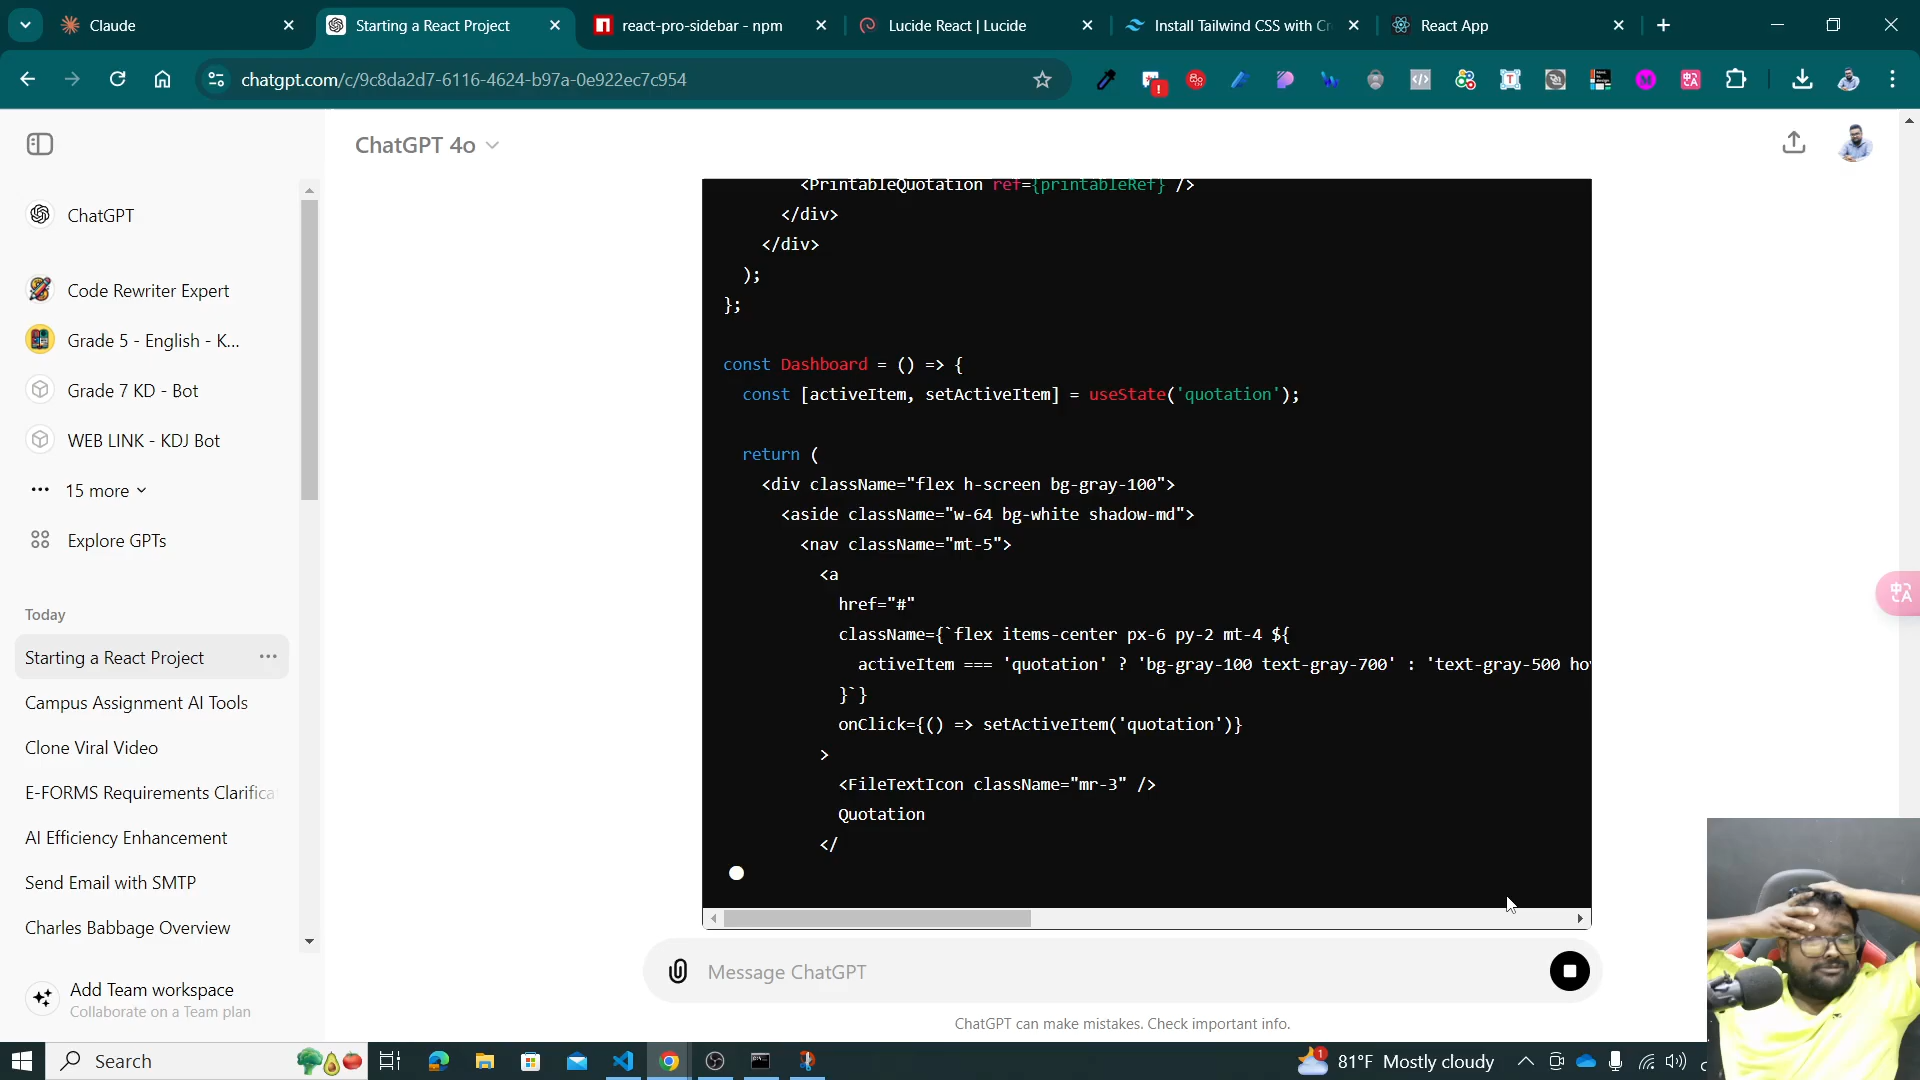 Claude
Starting a React Project
react-pro-sidebar - npm
Lucide React | Lucide
Install Tailwind CSS with Cr
React App
chatgpt.com/c/9c8da2d7-6116-4624-b97a-0e922ec7c954
ChatGPT 4o
ChatGPT
Code Rewriter Expert
Grade 5 - English - K...
Grade 7 KD - Bot
WEB LINK - KDJ Bot
15 more
Explore GPTs
Today
Starting a React Project
Campus Assignment AI Tools
Clone Viral Video
E-FORMS Requirements Clarifica
AI Efficiency Enhancement
Send Email with SMTP
Charles Babbage Overview
Add Team workspace
Collaborate on a Team plan
<PrintableQuotation ref={printableRef} />
</div>
</div>
);
};
const Dashboard = () => {
const [activeItem, setActiveItem] = useState('quotation');
return (
<div className="flex h-screen bg-gray-100">
<aside className="w-64 bg-white shadow-md">
<nav className="mt-5">
<a
href="#"
className={`flex items-center px-6 py-2 mt-4 ${
activeItem === 'quotation' ? 'bg-gray-100 text-gray-700' : 'text-gray-500 ho
}`}
onClick={() => setActiveItem('quotation')}
>
<FileTextIcon className="mr-3" />
Quotation
</
Message ChatGPT
ChatGPT can make mistakes. Check important info.
中A
Search
1
81°F Mostly cloudy